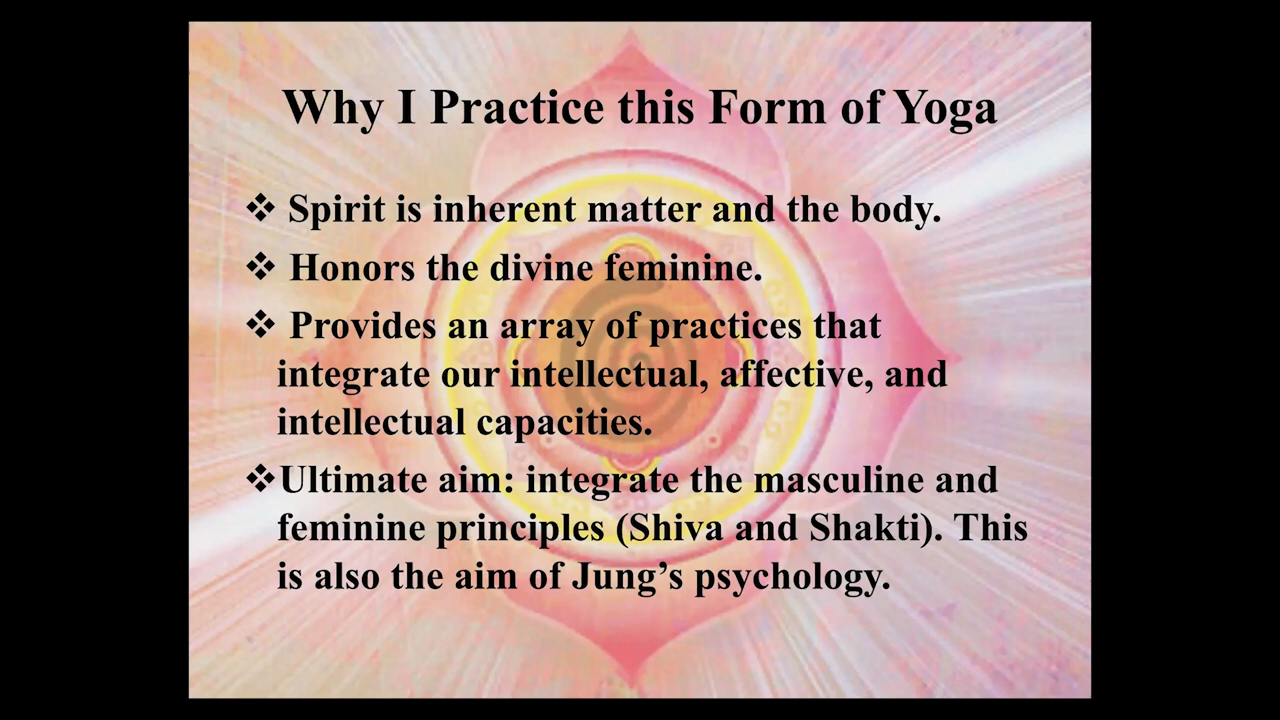 Why I Practice this Form of Yoga
❖ Spirit is inherent matter and the body.
❖ Honors the divine feminine.
❖ Provides an array of practices that
integrate our intellectual, affective, and
intellectual capacities.
❖Ultimate aim: integrate the masculine and
feminine principles (Shiva and Shakti). This
is also the aim of Jung’s psychology.